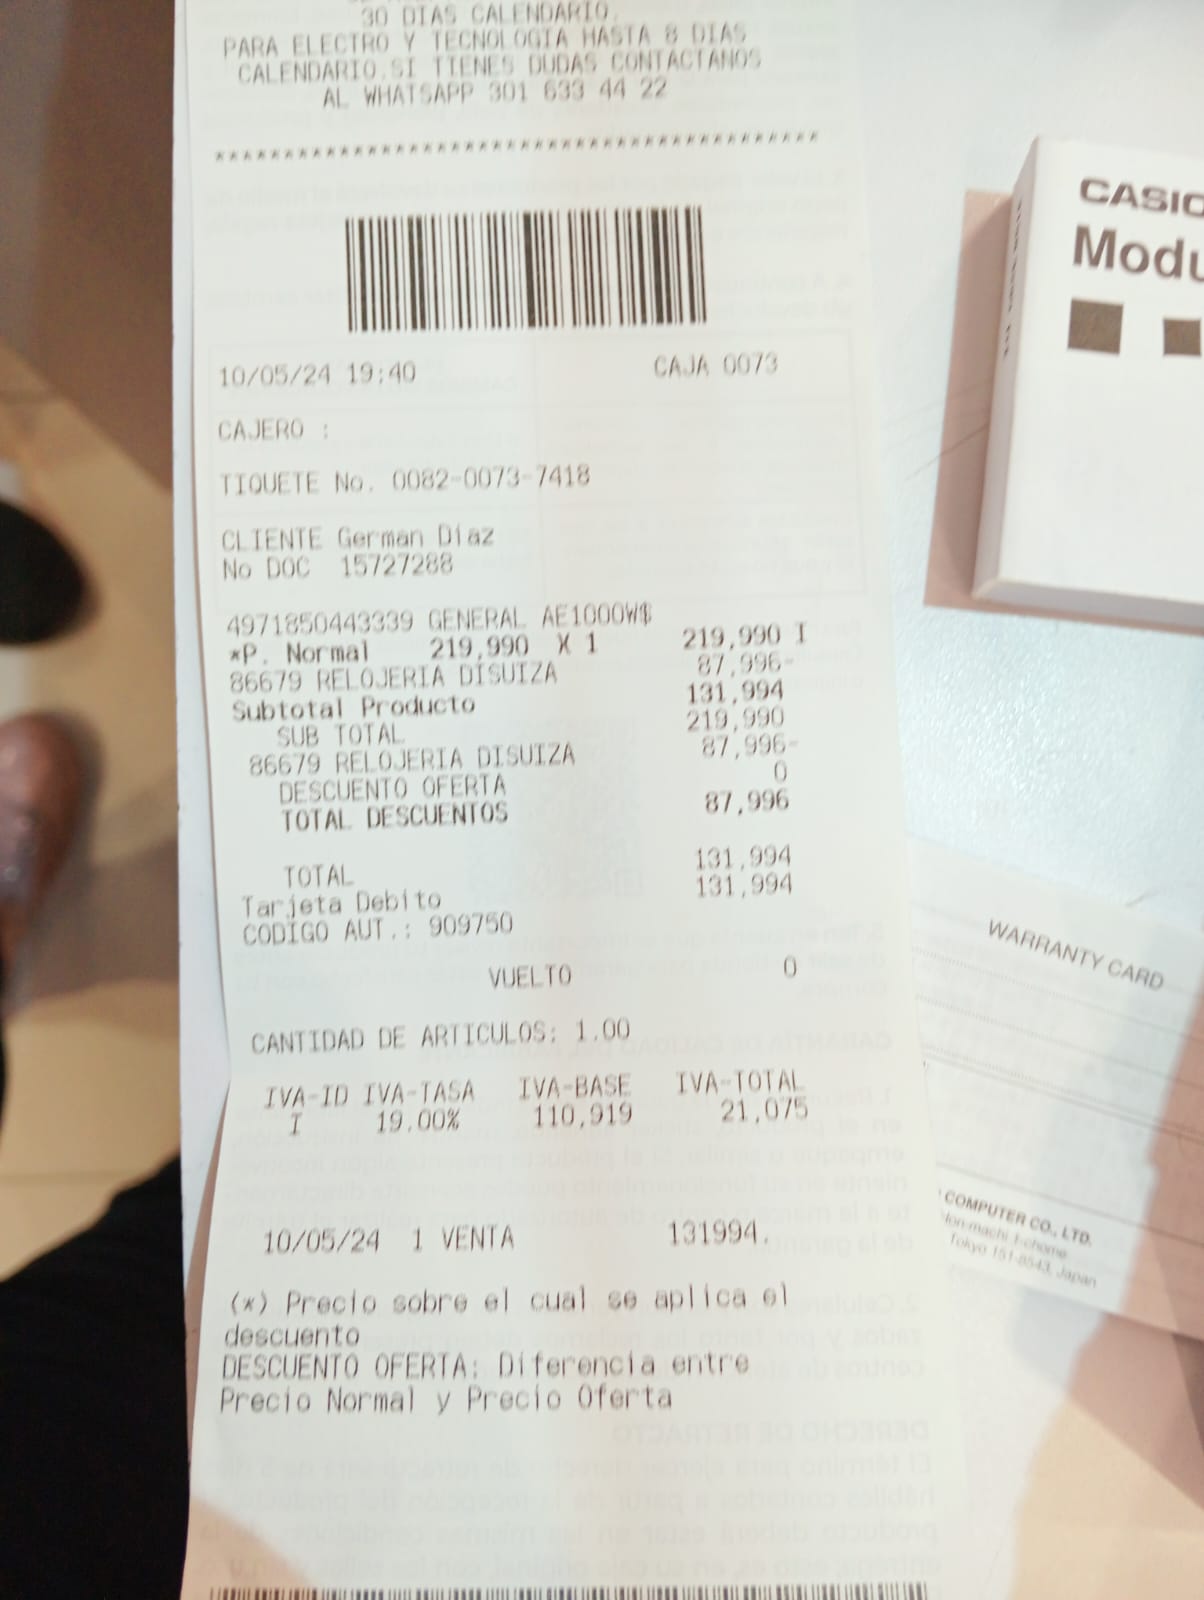 30 DIAS CALENDARIO.
PARA ELECTRO Y TECNOLOGIA HASTA 8 DIAS
CALENDARIO.SI TIENES DUDAS CONTACTANOS
AL WHATSAPP 301 633 44 22
*******************************************
10/05/24 19:40 CAJA 0073
CAJERO :
TIQUETE No. 0082-0073-7418
CLIENTE German Diaz
No DOC 15727288
4971850443339 GENERAL AE1000W$
*P. Normal 219,990 X 1 219,990 I
86679 RELOJERIA DISUIZA 87,996-
Subtotal Producto 131,994
SUB TOTAL 219,990
86679 RELOJERIA DISUIZA 87,996-
DESCUENTO OFERTA 0
TOTAL DESCUENTOS 87,996
TOTAL 131,994
Tarjeta Debito 131,994
CODIGO AUT.: 909750
VUELTO 0
CANTIDAD DE ARTICULOS: 1.00
IVA-ID IVA-TASA IVA-BASE IVA-TOTAL
I 19.00% 110,919 21,075
10/05/24 1 VENTA 131994.
(*) Precio sobre el cual se aplica el
descuento
DESCUENTO OFERTA: Diferencia entre
Precio Normal y Precio Oferta
CASIO
Modu
WARRANTY CARD
COMPUTER CO., LTD.
Tokyo 151-8543, Japan